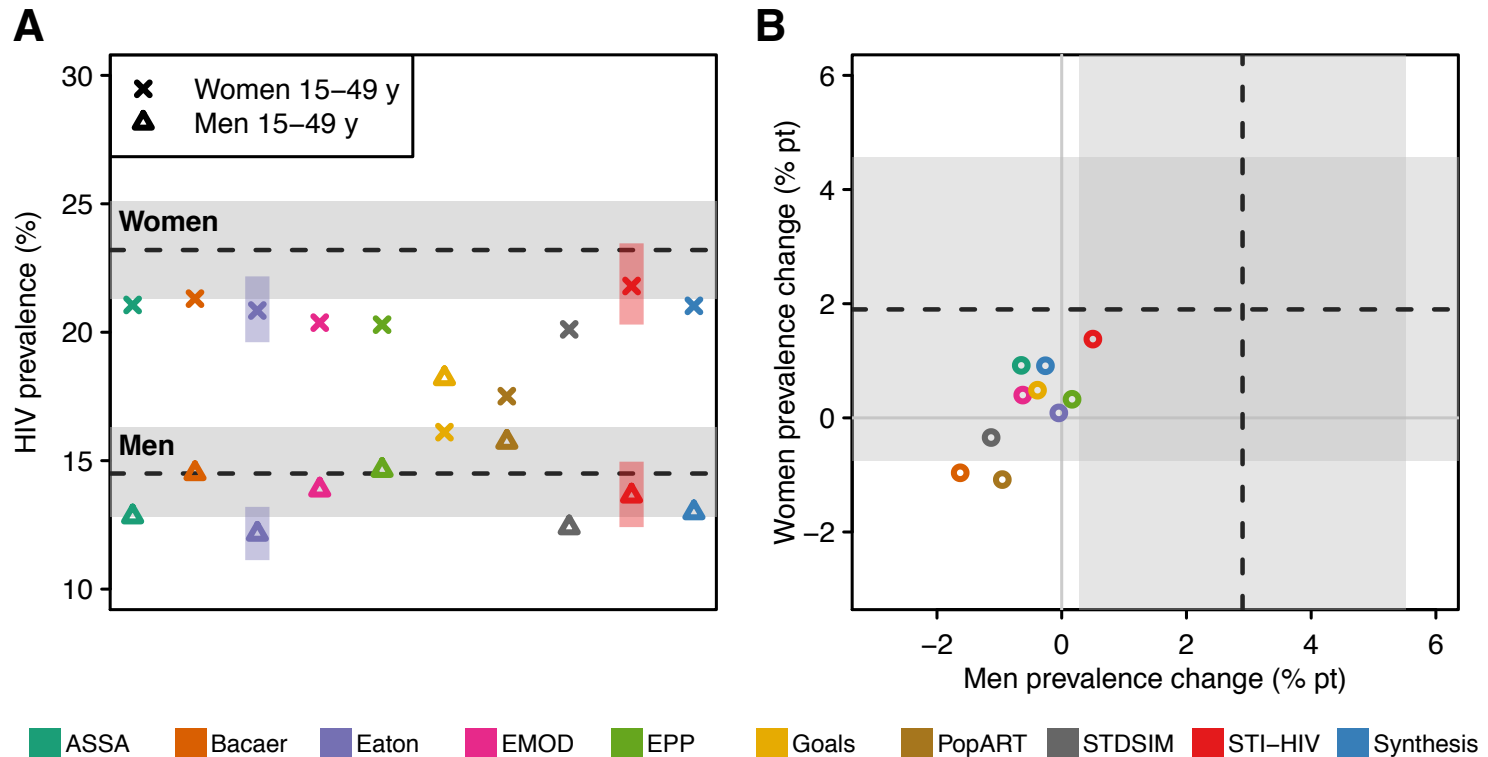 A
HIV prevalence (%)
30
25
20
15
10
Women 15−49 y
Men 15−49 y
Women
Men
B
Women prevalence change (% pt)
6
4
2
0
−2
−2 0 2 4 6
Men prevalence change (% pt)
ASSA Bacaer Eaton EMOD EPP Goals PopART STDSIM STI−HIV Synthesis